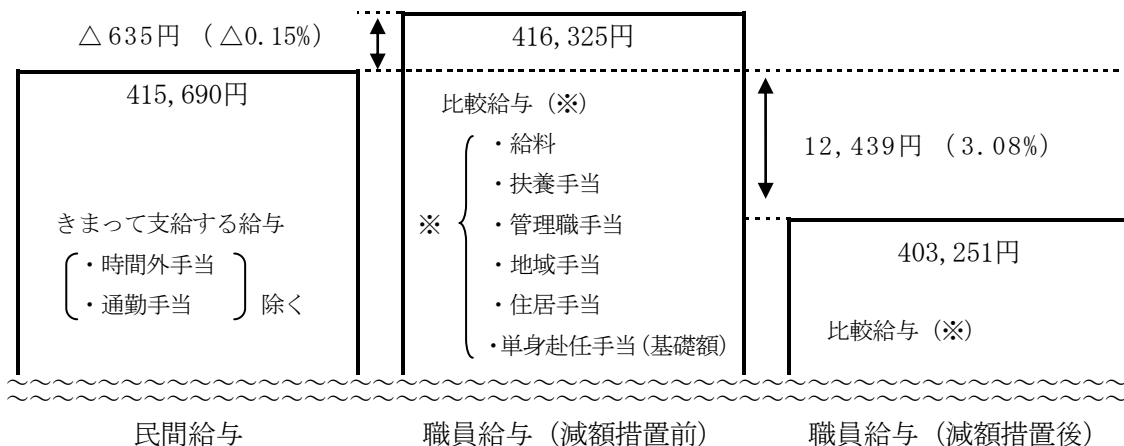 △635円 (△0.15%)
416,325円
415,690円
比較給与 (※)
・給料
・扶養手当
※
・管理職手当
・地域手当
・住居手当
・単身赴任手当(基礎額)
きまって支給する給与
・時間外手当
・通勤手当
除く
12,439円 (3.08%)
403,251円
比較給与 (※)
民間給与
職員給与 (減額措置前)
職員給与 (減額措置後)